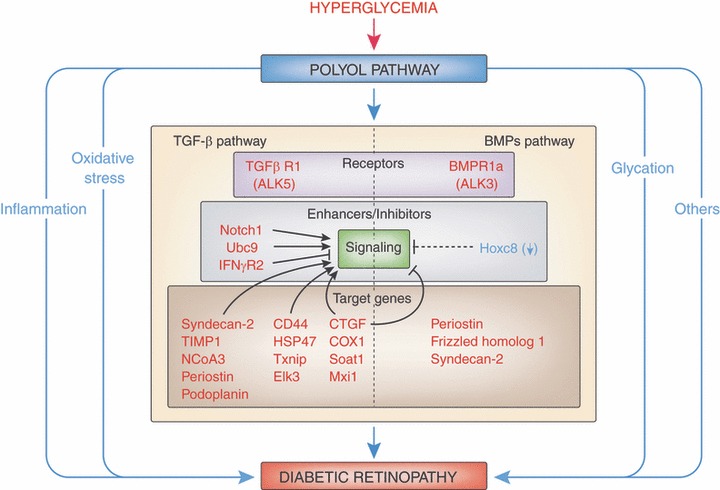 HYPERGLYCEMIA
POLYOL PATHWAY
TGF-β pathway
BMPs pathway
Oxidative
stress
Inflammation
Glycation
Others
Receptors
TGFβ R1
(ALK5)
BMPR1a
(ALK3)
Enhancers/Inhibitors
Notch1
Ubc9
IFNγR2
Signaling
Hoxc8 (↓)
Target genes
Syndecan-2
TIMP1
NCoA3
Periostin
Podoplanin
CD44
HSP47
Txnip
Elk3
CTGF
COX1
Soat1
Mxi1
Periostin
Frizzled homolog 1
Syndecan-2
DIABETIC RETINOPATHY